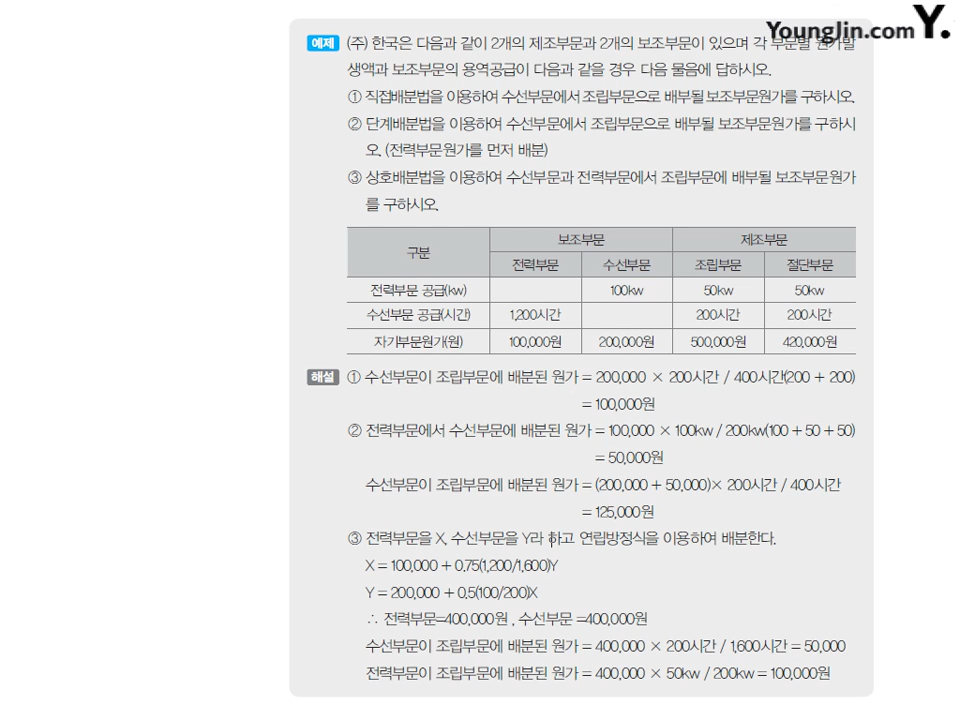 YoungJin.com Y.
예제 (주) 한국은 다음과 같이 2개의 제조부문과 2개의 보조부문이 있으며 각 부문별 원가발
생액과 보조부문의 용역공급이 다음과 같을 경우 다음 물음에 답하시오.
① 직접배분법을 이용하여 수선부문에서 조립부문으로 배부될 보조부문원가를 구하시오.
② 단계배분법을 이용하여 수선부문에서 조립부문으로 배부될 보조부문원가를 구하시
오. (전력부문원가를 먼저 배분)
③ 상호배분법을 이용하여 수선부문과 전력부문에서 조립부문에 배부될 보조부문원가
를 구하시오.
구분 보조부문 제조부문
전력부문 수선부문 조립부문 절단부문
전력부문 공급(kw) 100kw 50kw 50kw
수선부문 공급(시간) 1,200시간 200시간 200시간
자기부문원가(원) 100,000원 200,000원 500,000원 420,000원
해설 ① 수선부문이 조립부문에 배분된 원가 = 200,000 × 200시간 / 400시간(200 + 200)
= 100,000원
② 전력부문에서 수선부문에 배분된 원가 = 100,000 × 100kw / 200kw(100 + 50 + 50)
= 50,000원
수선부문이 조립부문에 배분된 원가 = (200,000 + 50,000)× 200시간 / 400시간
= 125,000원
③ 전력부문을 X, 수선부문을 Y라 하고 연립방정식을 이용하여 배분한다.
X = 100,000 + 0.75(1,200/1,600)Y
Y = 200,000 + 0.5(100/200)X
∴ 전력부문=400,000원 , 수선부문 =400,000원
수선부문이 조립부문에 배분된 원가 = 400,000 × 200시간 / 1,600시간 = 50,000
전력부문이 조립부문에 배분된 원가 = 400,000 × 50kw / 200kw = 100,000원